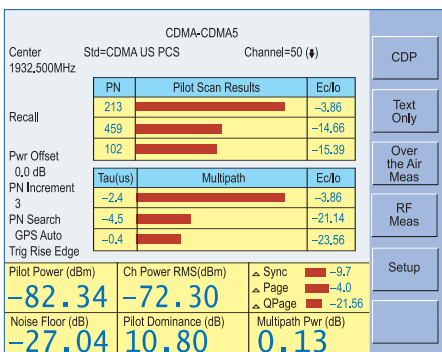 CDMA-CDMA5
Center Std=CDMA US PCS Channel=50 (⬇)
1932.500MHz
CDP
PN Pilot Scan Results Ec/Io
213 -3.86
Recall
459 -14.66
102 -15.39
Text
Only
Pwr Offset
0.0 dB
PN Increment
3
PN Search
GPS Auto
Trig Rise Edge
Tau(us) Multipath Ec/Io
-2.4 -3.86
-4.5 -21.14
-0.4 -23.56
Over
the Air
Meas
RF
Meas
Setup
Pilot Power (dBm) Ch Power RMS(dBm)
-82.34 -72.30
Sync -9.7
Page -4.0
QPage -21.56
Noise Floor (dB) Pilot Dominance (dB) Multipath Pwr (dB)
-27.04 10.80 0.13